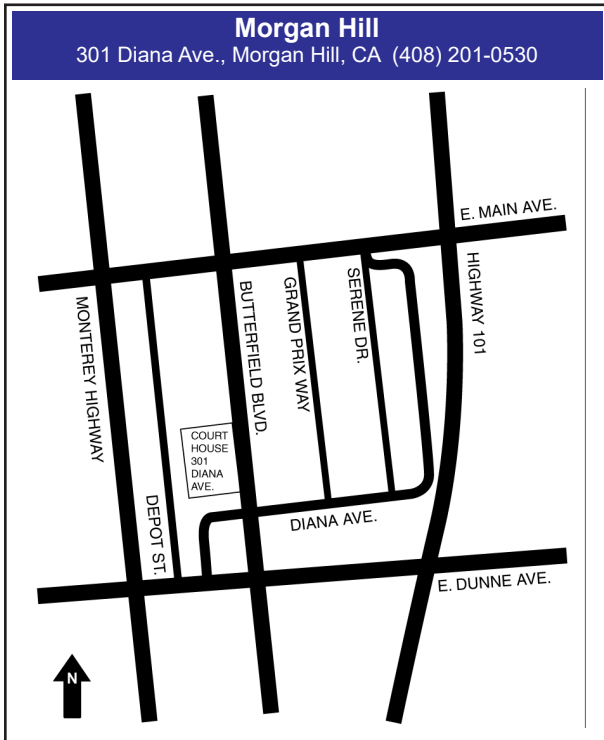 Morgan Hill
301 Diana Ave., Morgan Hill, CA (408) 201-0530
E. MAIN AVE.
HIGHWAY 101
SERENE DR.
GRAND PRIX WAY
BUTTERFIELD BLVD.
MONTEREY HIGHWAY
COURT
HOUSE
301
DIANA
AVE.
DEPOT ST.
DIANA AVE.
E. DUNNE AVE.
N